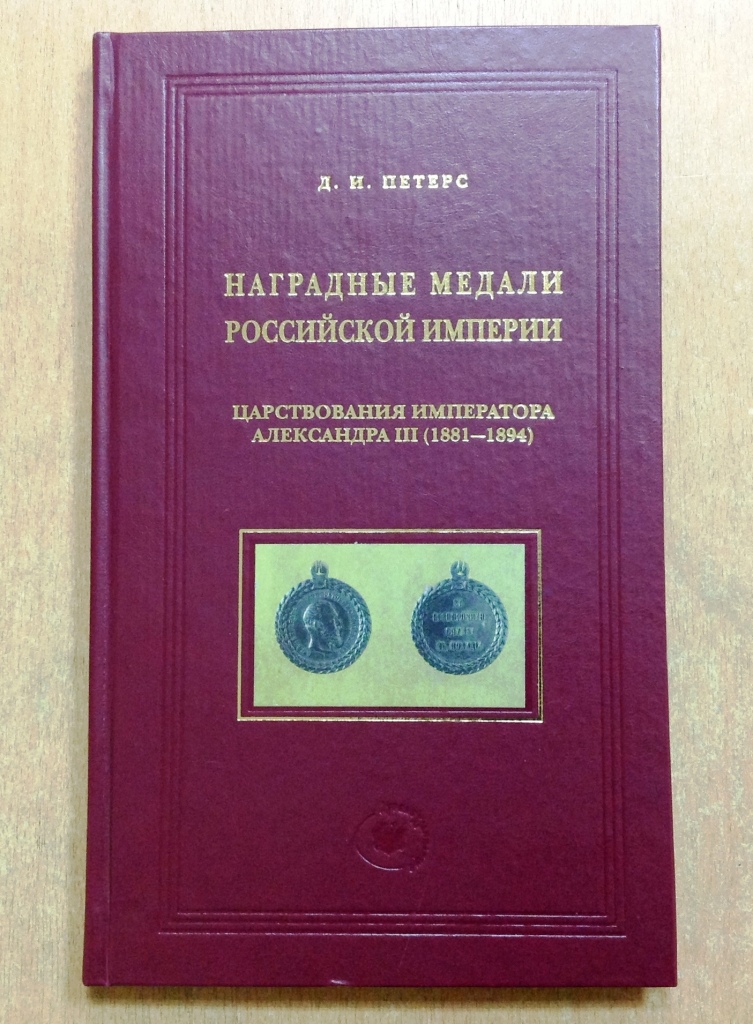 Д. И. ПЕТЕРС
НАГРАДНЫЕ МЕДАЛИ
РОССИЙСКОЙ ИМПЕРИИ
ЦАРСТВОВАНИЯ ИМПЕРАТОРА
АЛЕКСАНДРА III (1881—1894)